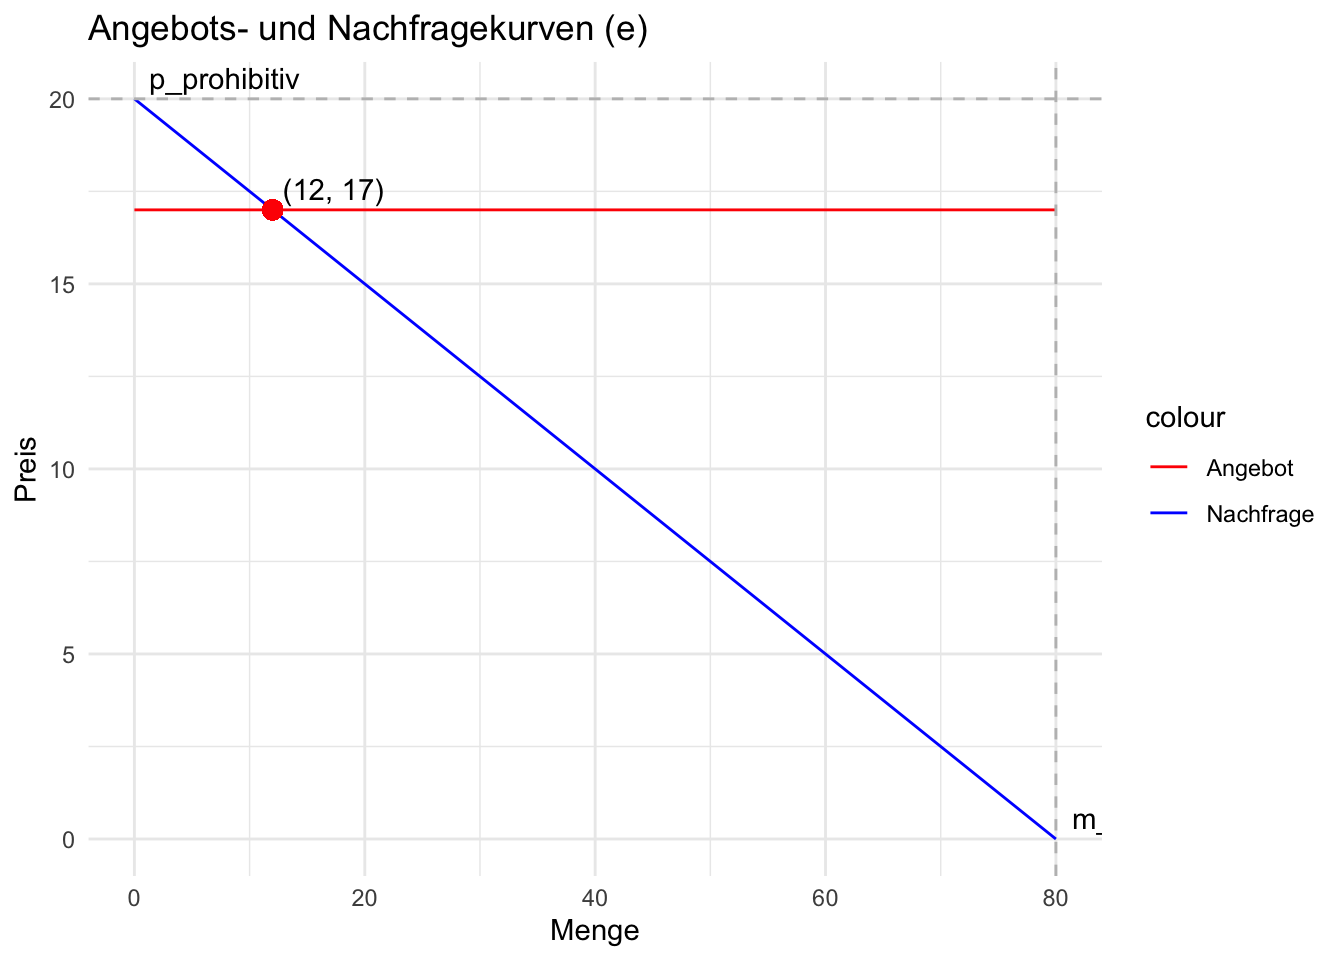 Angebots- und Nachfragekurven (e)
p_prohibitiv
20
(12, 17)
15
10
5
0
m_
Preis
0 20 40 60 80
Menge
colour
Angebot
Nachfrage